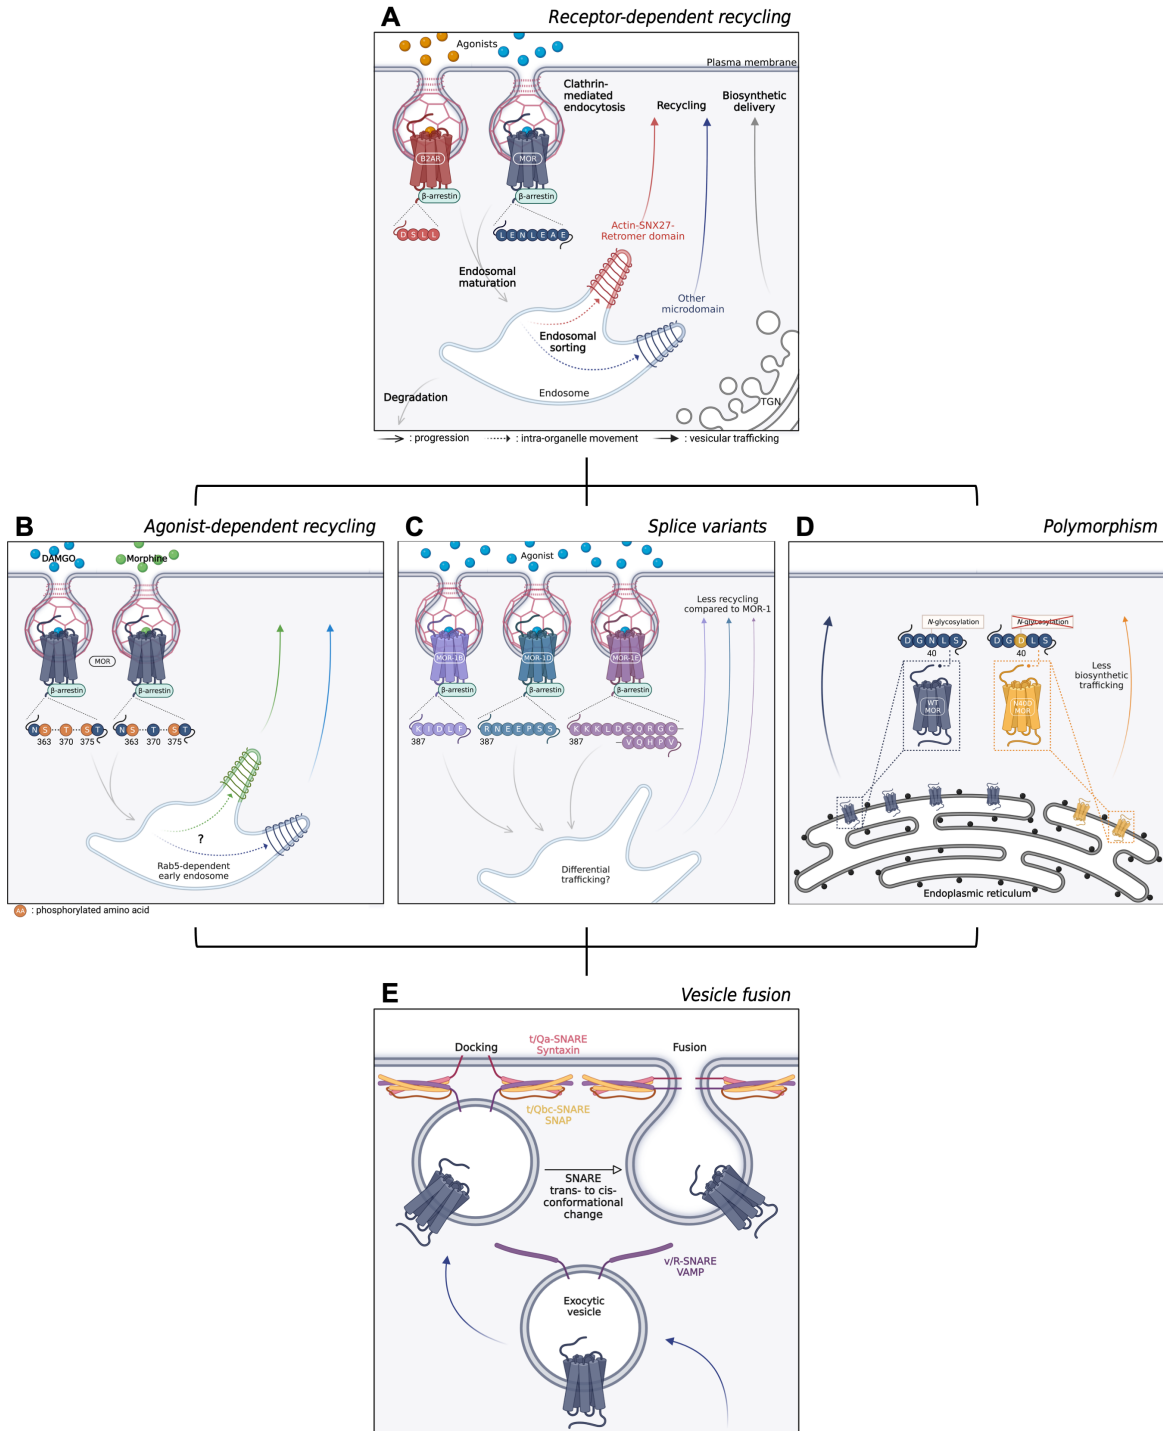 A
Receptor-dependent recycling
Agonists
Plasma membrane
Clathrin-
mediated
endocytosis
Recycling
Biosynthetic
delivery
B2AR
MOR
β-arrestin
β-arrestin
D S L L
L E N L E A E
Actin-SNX27-
Retromer domain
Endosomal
maturation
Other
microdomain
Endosomal
sorting
Endosome
Degradation
TGN
: progression
: intra-organelle movement
: vesicular trafficking
B
Agonist-dependent recycling
DAMGO
Morphine
MOR
β-arrestin
β-arrestin
N S T S T
363 370 375
N S T S T
363 370 375
?
Rab5-dependent
early endosome
AA : phosphorylated amino acid
C
Splice variants
Agonist
Less recycling
compared to MOR-1
MOR-1B
MOR-1D
MOR-1E
β-arrestin
β-arrestin
β-arrestin
K I D L F
387
R N E E P S S
387
K K K L D S Q R G C
387
V Q H P V
Differential
trafficking?
D
Polymorphism
N-glycosylation
N-glycosylation
D G N L S
40
D G D L S
40
WT
MOR
N40D
MOR
Less
biosynthetic
trafficking
Endoplasmic reticulum
E
Vesicle fusion
Docking
t/Qa-SNARE
Syntaxin
Fusion
t/Qbc-SNARE
SNAP
SNARE
trans- to cis-
conformational
change
v/R-SNARE
VAMP
Exocytic
vesicle